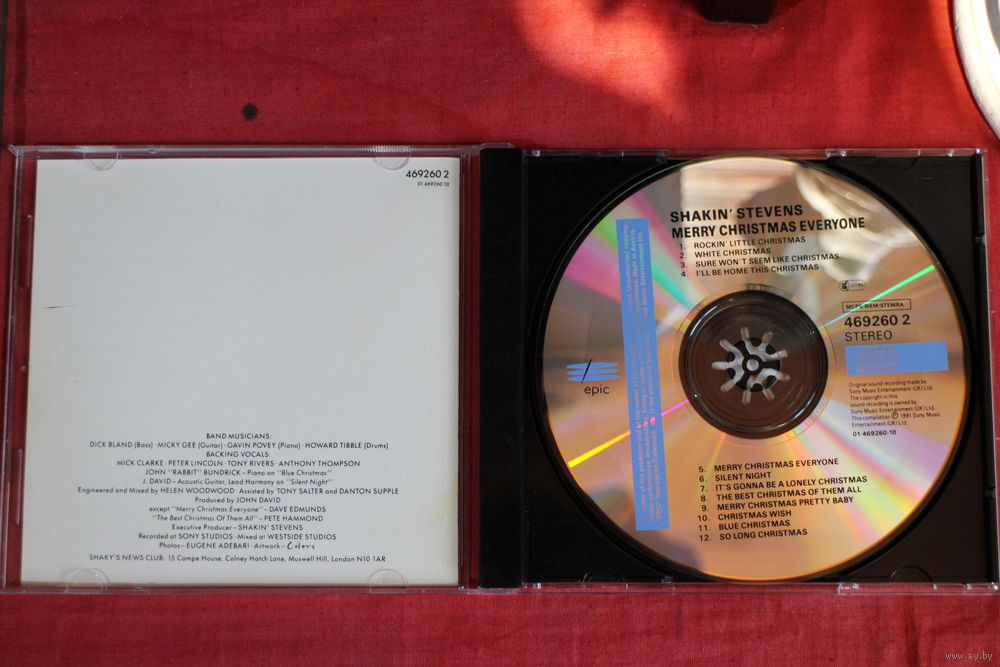 469260 2
01 469260 10
BAND MUSICIANS:
DICK BLAND (Bass) · MICKY GEE (Guitar) · GAVIN POVEY (Piano) · HOWARD TIBBLE (Drums)
BACKING VOCALS:
MICK CLARKE · PETER LINCOLN · TONY RIVERS · ANTHONY THOMPSON
JOHN "RABBIT" BUNDRICK – Piano on "Blue Christmas"
J. DAVID – Acoustic Guitar, Lead Harmony on "Silent Night"
Engineered and Mixed by HELEN WOODWOOD · Assisted by TONY SALTER and DANTON SUPPLE
Produced by JOHN DAVID
except "Merry Christmas Everyone" – DAVE EDMUNDS
"The Best Christmas Of Them All" – PETE HAMMOND
Executive Producer – SHAKIN' STEVENS
Recorded at SONY STUDIOS · Mixed at WESTSIDE STUDIOS
Photos – EUGENE ADEBARI · Artwork – Colors
SHAKY'S NEWS CLUB: 15 Campe House, Colney Hatch Lane, Muswell Hill, London N10 1AR
SHAKIN' STEVENS
MERRY CHRISTMAS EVERYONE
1. ROCKIN' LITTLE CHRISTMAS
2. WHITE CHRISTMAS
3. SURE WON'T SEEM LIKE CHRISTMAS
4. I'LL BE HOME THIS CHRISTMAS
MCPS/BIEM/STEMRA
469260 2
STEREO
epic
Original sound recording made by
Sony Music Entertainment (UK) Ltd.
The copyright in this
sound recording is owned by
Sony Music Entertainment (UK) Ltd.
This compilation ℗ 1991 Sony
Music Entertainment (UK) Ltd.
01-469260-10
5. MERRY CHRISTMAS EVERYONE
6. SILENT NIGHT
7. IT'S GONNA BE A LONELY CHRISTMAS
8. THE BEST CHRISTMAS OF THEM ALL
9. MERRY CHRISTMAS PRETTY BABY
10. CHRISTMAS WISH
11. BLUE CHRISTMAS
12. SO LONG CHRISTMAS
www.ay.by